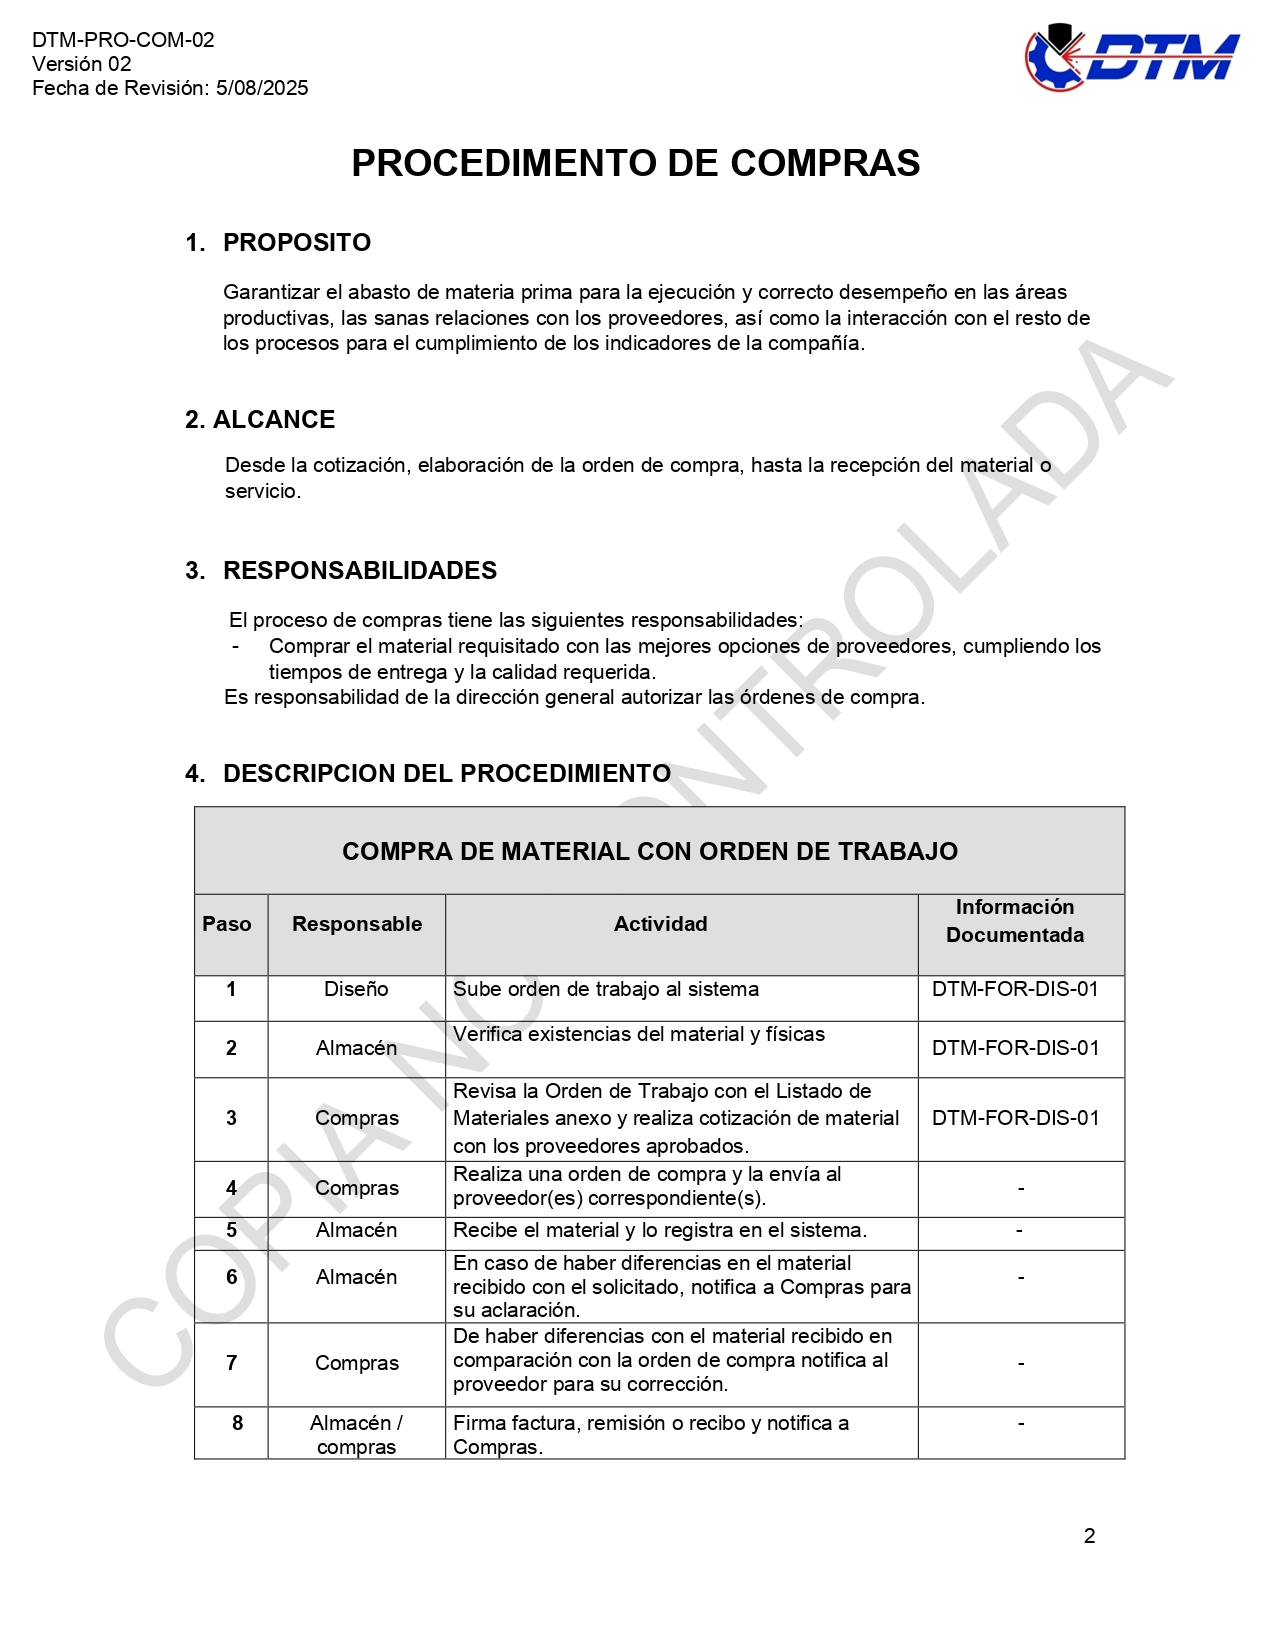 DTM-PRO-COM-02
Versión 02
Fecha de Revisión: 5/08/2025
DTM
PROCEDIMENTO DE COMPRAS
1. PROPOSITO
Garantizar el abasto de materia prima para la ejecución y correcto desempeño en las áreas
productivas, las sanas relaciones con los proveedores, así como la interacción con el resto de
los procesos para el cumplimiento de los indicadores de la compañía.
2. ALCANCE
Desde la cotización, elaboración de la orden de compra, hasta la recepción del material o
servicio.
3. RESPONSABILIDADES
El proceso de compras tiene las siguientes responsabilidades:
- Comprar el material requisitado con las mejores opciones de proveedores, cumpliendo los
tiempos de entrega y la calidad requerida.
Es responsabilidad de la dirección general autorizar las órdenes de compra.
4. DESCRIPCION DEL PROCEDIMIENTO
COMPRA DE MATERIAL CON ORDEN DE TRABAJO
Paso Responsable Actividad Información
Documentada
1 Diseño Sube orden de trabajo al sistema DTM-FOR-DIS-01
2 Almacén Verifica existencias del material y físicas DTM-FOR-DIS-01
3 Compras Revisa la Orden de Trabajo con el Listado de
Materiales anexo y realiza cotización de material
con los proveedores aprobados. DTM-FOR-DIS-01
4 Compras Realiza una orden de compra y la envía al
proveedor(es) correspondiente(s). -
5 Almacén Recibe el material y lo registra en el sistema. -
6 Almacén En caso de haber diferencias en el material
recibido con el solicitado, notifica a Compras para
su aclaración. -
7 Compras De haber diferencias con el material recibido en
comparación con la orden de compra notifica al
proveedor para su corrección. -
8 Almacén /
compras Firma factura, remisión o recibo y notifica a
Compras. -
2
COPIA NO CONTROLADA